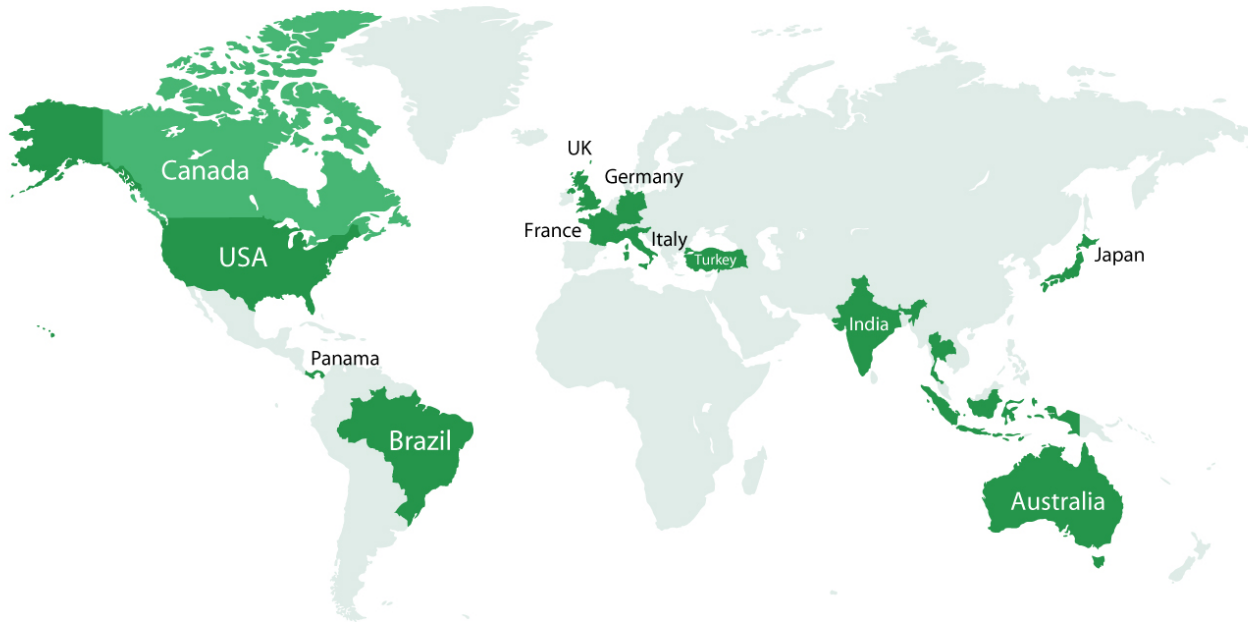 UK
Canada
Germany
France
Italy
USA
Turkey
Japan
India
Panama
Brazil
Australia